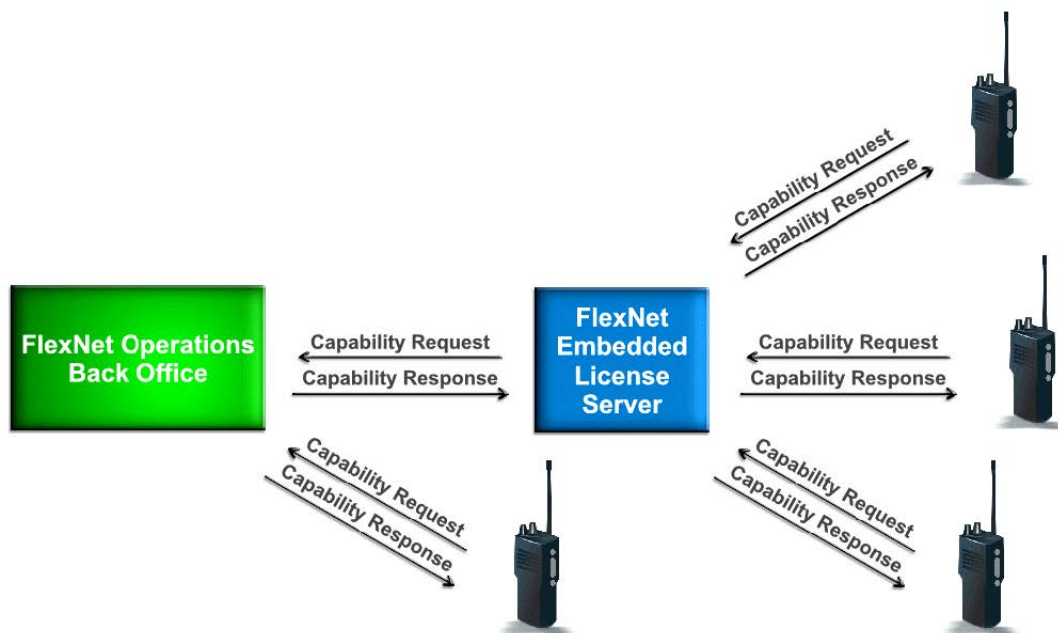 Capability Request
Capability Response
FlexNet Operations
Back Office
Capability Request
Capability Response
FlexNet
Embedded
License
Server
Capability Request
Capability Response
Capability Request
Capability Response
Capability Request
Capability Response